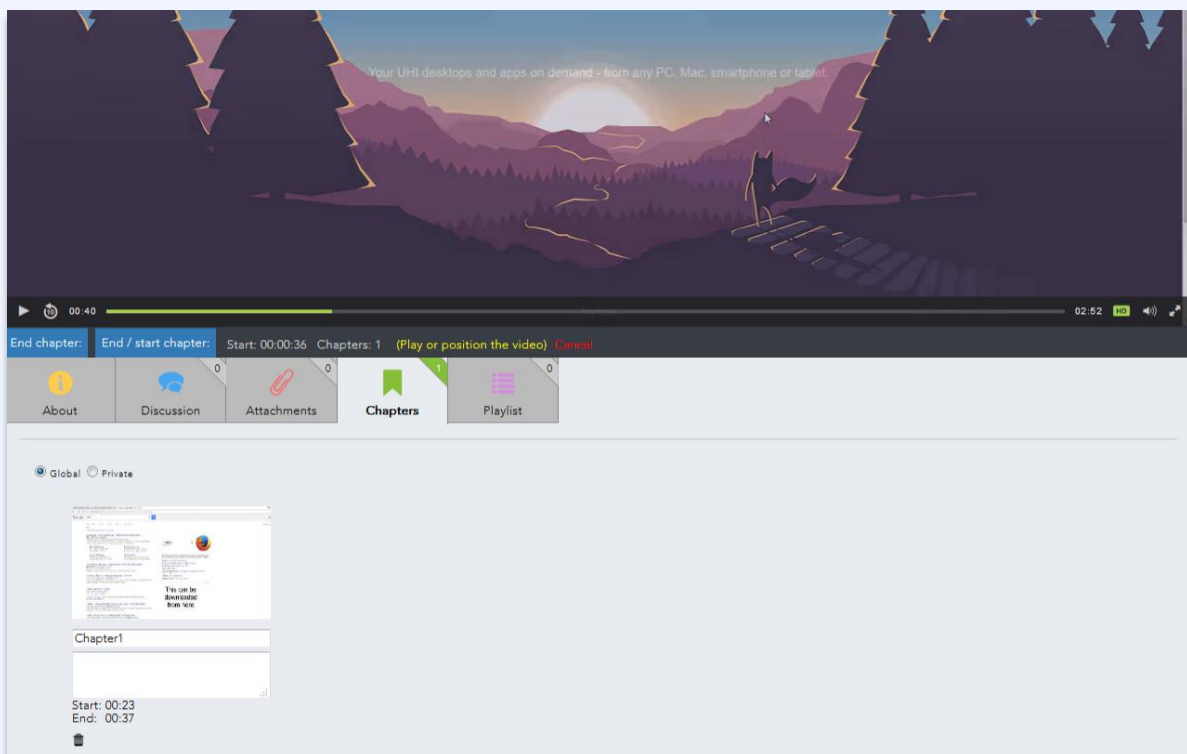 Your UHI desktops and apps on demand - from any PC, Mac, smartphone or tablet.
10
00:40
02:52 HD
End chapter: End / start chapter: Start: 00:00:36 Chapters: 1 (Play or position the video) Cancel
0 0 1 0
About Discussion Attachments Chapters Playlist
Global Private
This can be
downloaded
from here
Chapter1
Start: 00:23
End: 00:37